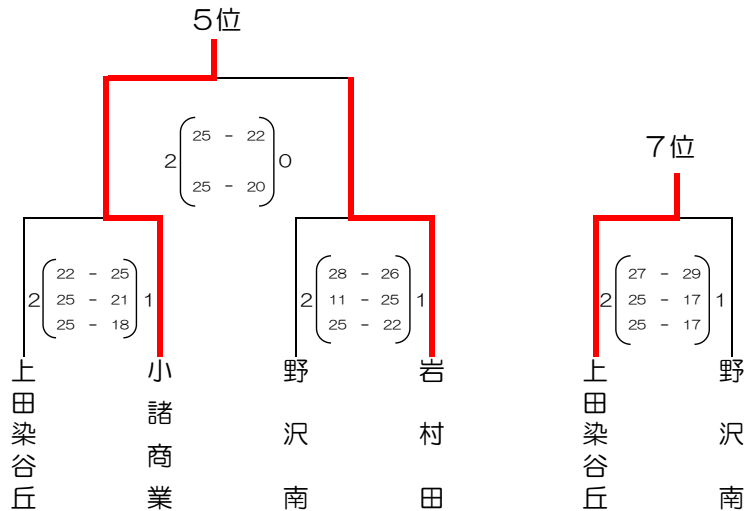 5位
25 - 22
2 0
25 - 20
7位
22 - 25
2 25 - 21 1
25 - 18
28 - 26
2 11 - 25 1
25 - 22
27 - 29
2 25 - 17 1
25 - 17
上田染谷丘
小諸商業
野沢南
岩村田
上田染谷丘
野沢南